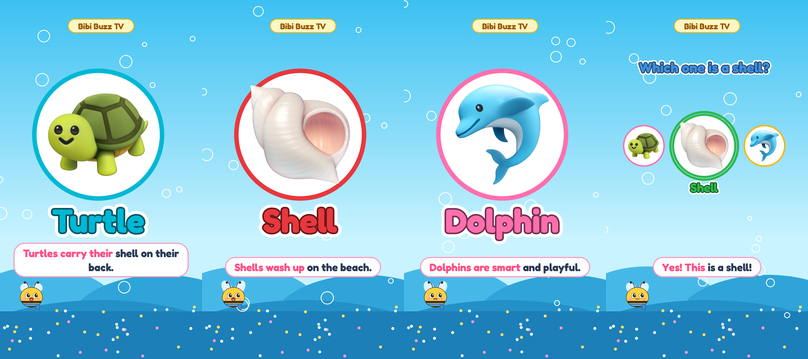 Bibi Buzz TV
Turtle
Turtles carry their shell on their
back.
Bibi Buzz TV
Shell
Shells wash up on the beach.
Bibi Buzz TV
Dolphin
Dolphins are smart and playful.
Bibi Buzz TV
Which one is a shell?
Shell
Yes! This is a shell!